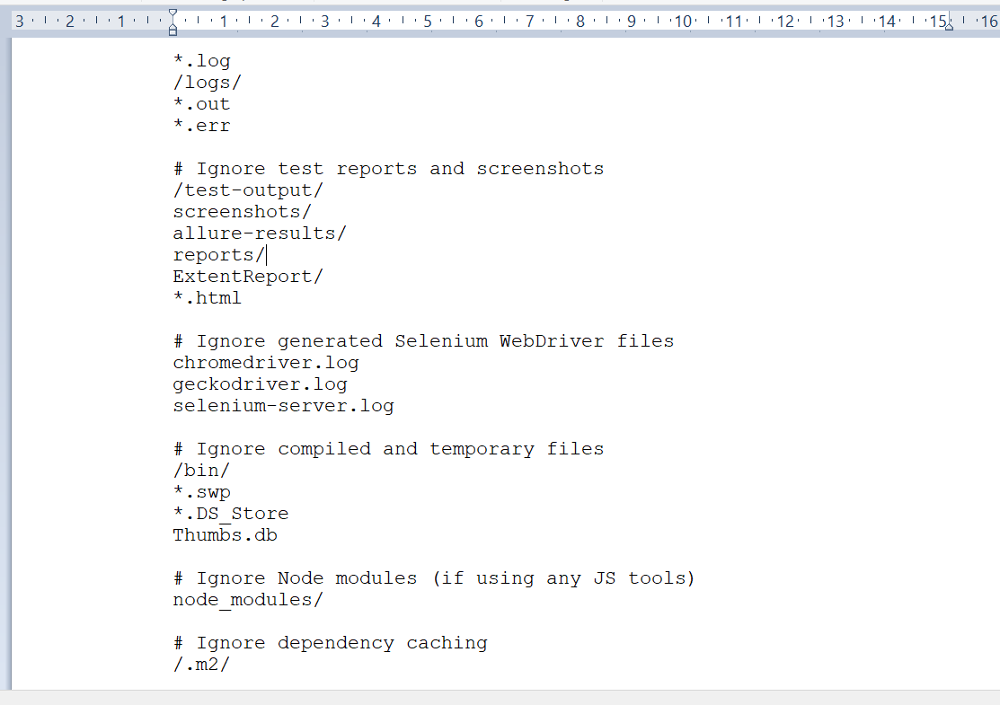 3 2 1 1 2 3 4 5 6 7 8 9 10 11 12 13 14 15 16
*.log
/logs/
*.out
*.err
# Ignore test reports and screenshots
/test-output/
screenshots/
allure-results/
reports/
ExtentReport/
*.html
# Ignore generated Selenium WebDriver files
chromedriver.log
geckodriver.log
selenium-server.log
# Ignore compiled and temporary files
/bin/
*.swp
*.DS_Store
Thumbs.db
# Ignore Node modules (if using any JS tools)
node_modules/
# Ignore dependency caching
/.m2/